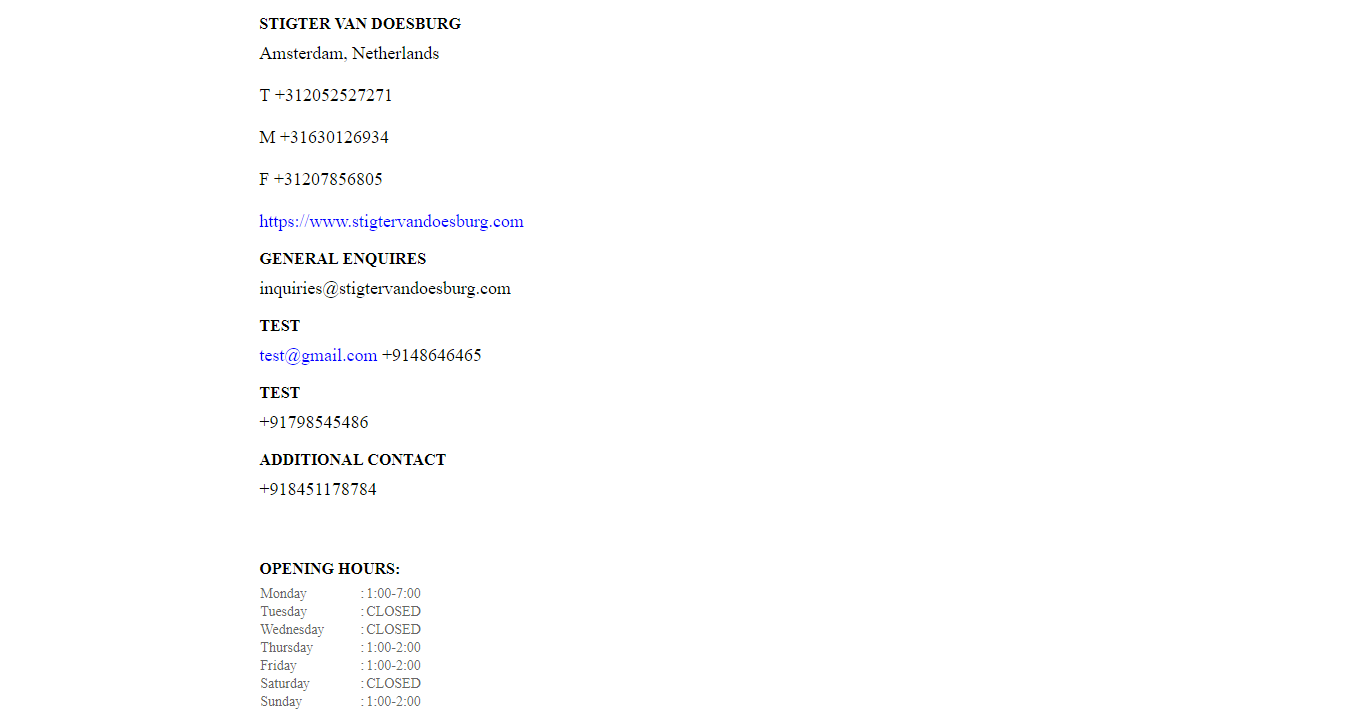 STIGTER VAN DOESBURG
Amsterdam, Netherlands
T +312052527271
M +31630126934
F +31207856805
https://www.stigtervandoesburg.com
GENERAL ENQUIRES
inquiries@stigtervandoesburg.com
TEST
test@gmail.com +9148646465
TEST
+91798545486
ADDITIONAL CONTACT
+918451178784
OPENING HOURS:
Monday : 1:00-7:00
Tuesday : CLOSED
Wednesday : CLOSED
Thursday : 1:00-2:00
Friday : 1:00-2:00
Saturday : CLOSED
Sunday : 1:00-2:00